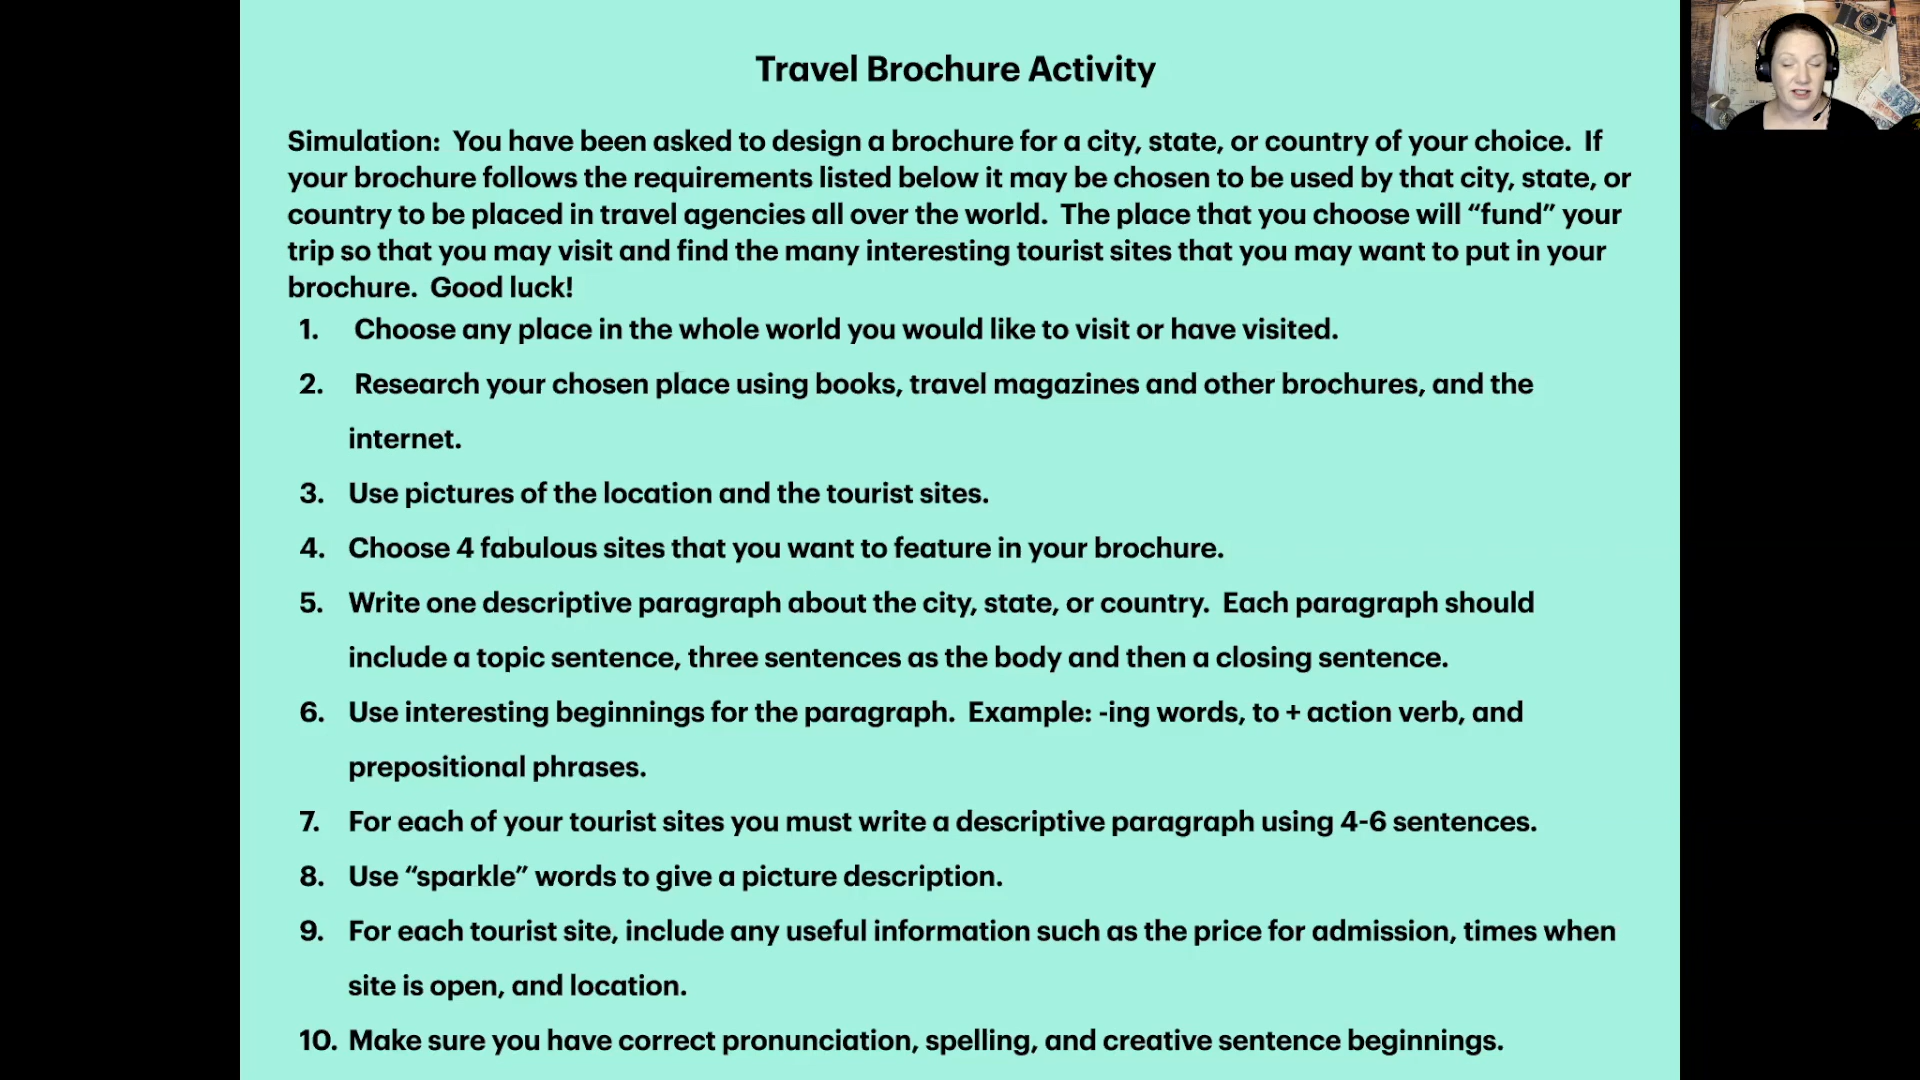 Travel Brochure Activity
Simulation:  You have been asked to design a brochure for a city, state, or country of your choice.  If
your brochure follows the requirements listed below it may be chosen to be used by that city, state, or
country to be placed in travel agencies all over the world.  The place that you choose will “fund” your
trip so that you may visit and find the many interesting tourist sites that you may want to put in your
brochure.  Good luck!
1. Choose any place in the whole world you would like to visit or have visited.
2. Research your chosen place using books, travel magazines and other brochures, and the
internet.
3. Use pictures of the location and the tourist sites.
4. Choose 4 fabulous sites that you want to feature in your brochure.
5. Write one descriptive paragraph about the city, state, or country.  Each paragraph should
include a topic sentence, three sentences as the body and then a closing sentence.
6. Use interesting beginnings for the paragraph.  Example: -ing words, to + action verb, and
prepositional phrases.
7. For each of your tourist sites you must write a descriptive paragraph using 4-6 sentences.
8. Use “sparkle” words to give a picture description.
9. For each tourist site, include any useful information such as the price for admission, times when
site is open, and location.
10. Make sure you have correct pronunciation, spelling, and creative sentence beginnings.